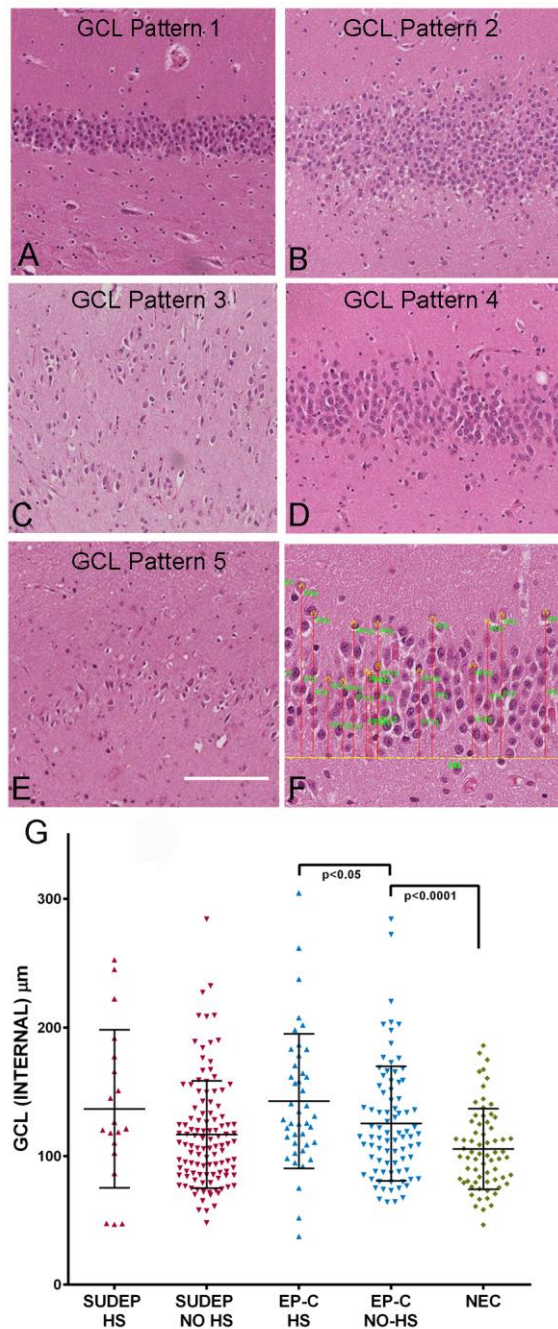 GCL Pattern 1
GCL Pattern 2
A
B
GCL Pattern 3
GCL Pattern 4
C
D
GCL Pattern 5
E
F
G
p<0.05
p<0.0001
GCL (INTERNAL) µm
300
200
100
0
SUDEP
HS
SUDEP
NO HS
EP-C
HS
EP-C
NO-HS
NEC